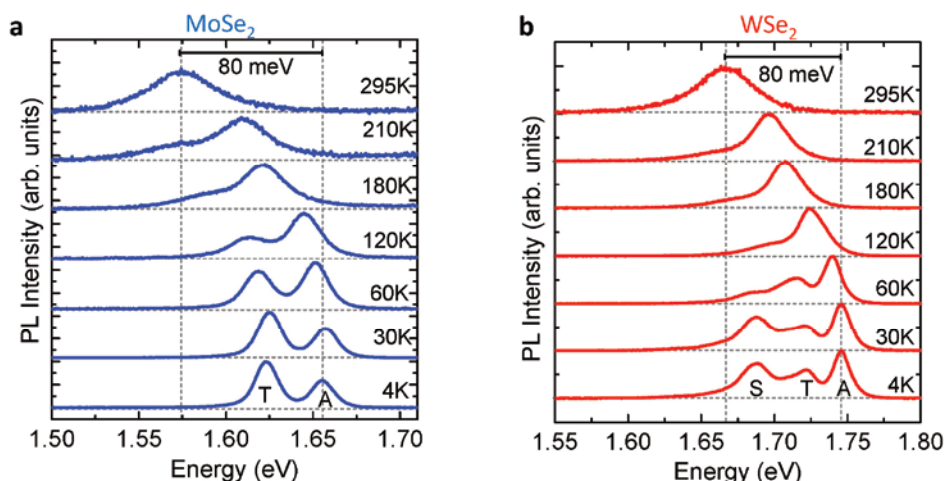 a
MoSe2
80 meV
295K
210K
180K
120K
60K
30K
4K
T
A
PL Intensity (arb. units)
1.50 1.55 1.60 1.65 1.70
Energy (eV)
b
WSe2
80 meV
295K
210K
180K
120K
60K
30K
4K
S T A
PL Intensity (arb. units)
1.55 1.60 1.65 1.70 1.75 1.80
Energy (eV)